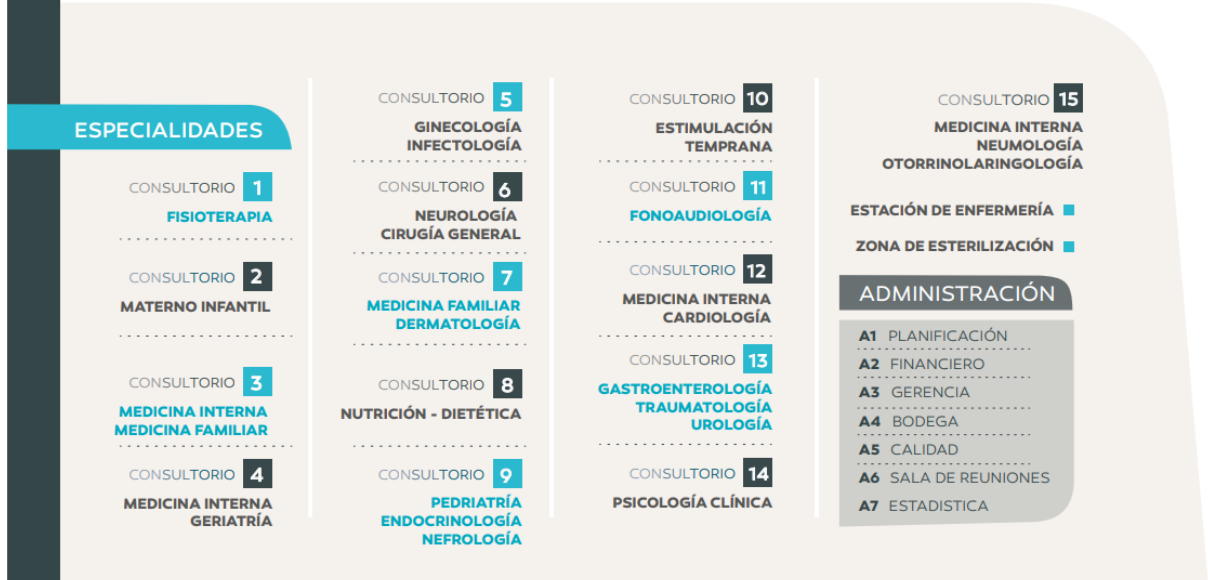 ESPECIALIDADES
CONSULTORIO 1
FISIOTERAPIA
CONSULTORIO 2
MATERNO INFANTIL
CONSULTORIO 3
MEDICINA INTERNA
MEDICINA FAMILIAR
CONSULTORIO 4
MEDICINA INTERNA
GERIATRÍA
CONSULTORIO 5
GINECOLOGÍA
INFECTOLOGÍA
CONSULTORIO 6
NEUROLOGÍA
CIRUGÍA GENERAL
CONSULTORIO 7
MEDICINA FAMILIAR
DERMATOLOGÍA
CONSULTORIO 8
NUTRICIÓN - DIETÉTICA
CONSULTORIO 9
PEDRIATRÍA
ENDOCRINOLOGÍA
NEFROLOGÍA
CONSULTORIO 10
ESTIMULACIÓN
TEMPRANA
CONSULTORIO 11
FONOAUDIOLOGÍA
CONSULTORIO 12
MEDICINA INTERNA
CARDIOLOGÍA
CONSULTORIO 13
GASTROENTEROLOGÍA
TRAUMATOLOGÍA
UROLOGÍA
CONSULTORIO 14
PSICOLOGÍA CLÍNICA
CONSULTORIO 15
MEDICINA INTERNA
NEUMOLOGÍA
OTORRINOLARINGOLOGÍA
ESTACIÓN DE ENFERMERÍA
ZONA DE ESTERILIZACIÓN
ADMINISTRACIÓN
A1 PLANIFICACIÓN
A2 FINANCIERO
A3 GERENCIA
A4 BODEGA
A5 CALIDAD
A6 SALA DE REUNIONES
A7 ESTADISTICA